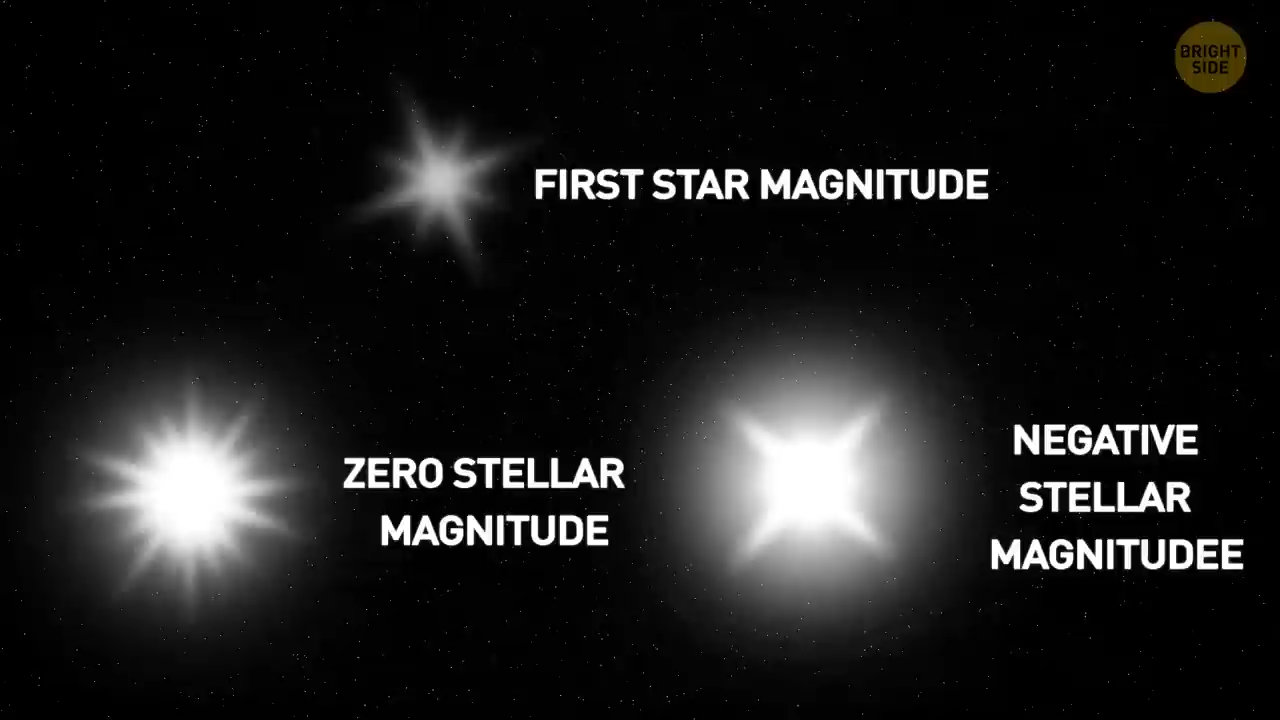 BRIGHT
SIDE
FIRST STAR MAGNITUDE
ZERO STELLAR
MAGNITUDE
NEGATIVE
STELLAR
MAGNITUDEE